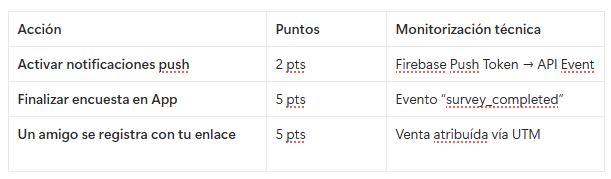 Acción Puntos Monitorización técnica
Activar notificaciones push 2 pts Firebase Push Token → API Event
Finalizar encuesta en App 5 pts Evento “survey_completed”
Un amigo se registra con tu enlace 5 pts Venta atribuída vía UTM